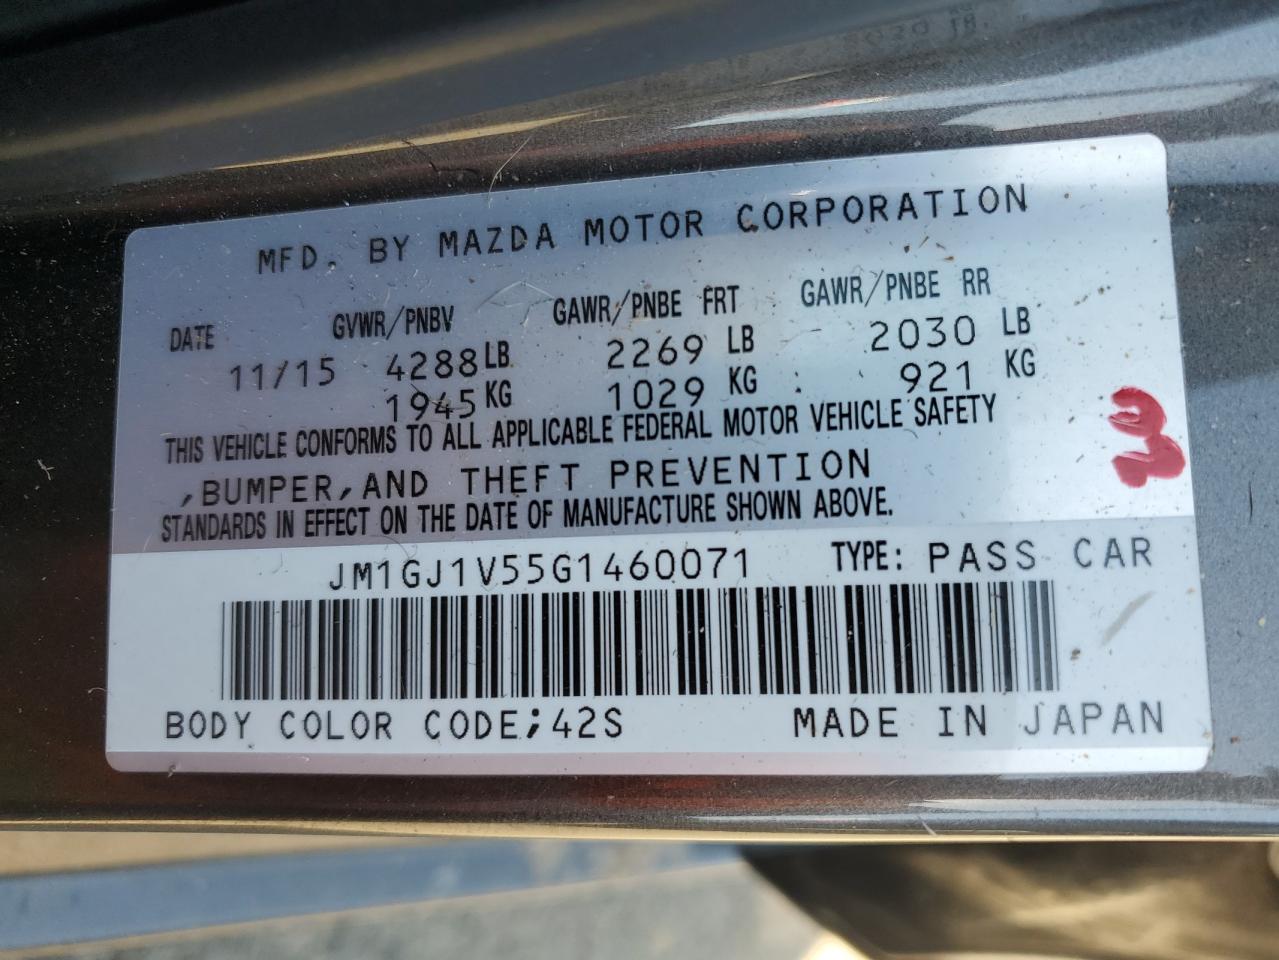 MFD. BY MAZDA MOTOR CORPORATION
DATE GVWR/PNBV GAWR/PNBE FRT GAWR/PNBE RR
11/15 4288 LB 2269 LB 2030 LB
1945 KG 1029 KG : 921 KG
THIS VEHICLE CONFORMS TO ALL APPLICABLE FEDERAL MOTOR VEHICLE SAFETY
,BUMPER,AND THEFT PREVENTION
STANDARDS IN EFFECT ON THE DATE OF MANUFACTURE SHOWN ABOVE.
JM1GJ1V55G1460071 TYPE: PASS CAR
BODY COLOR CODE;42S MADE IN JAPAN